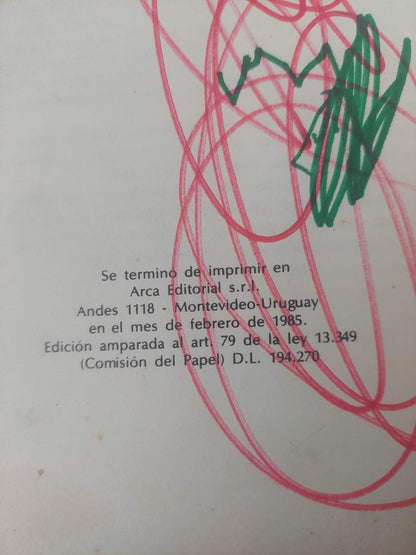 Se terminó de imprimir en
Arca Editorial s.r.l.
Andes 1118 - Montevideo-Uruguay
en el mes de febrero de 1985.
Edición amparada al art. 79 de la ley 13.349
(Comisión del Papel) D.L. 194.270